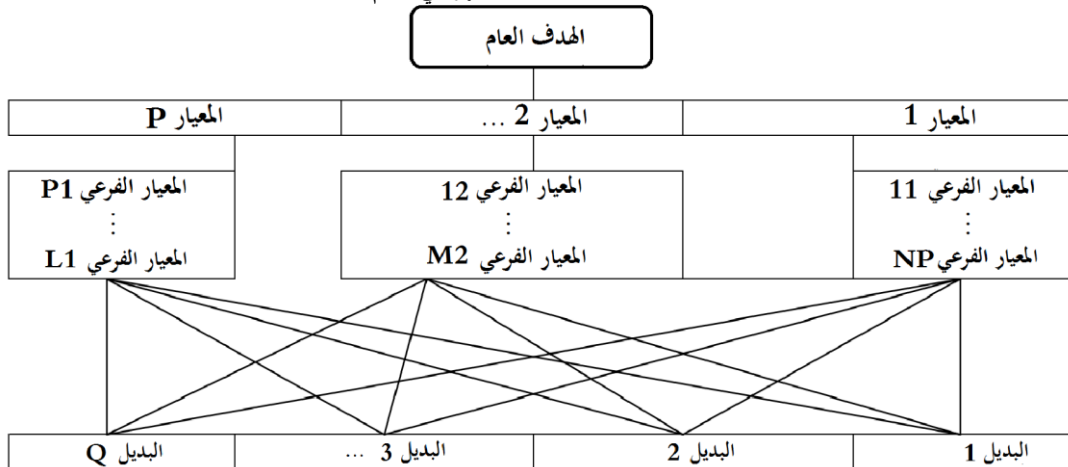 الهدف العام
المعيار 1
المعيار 2 ...
المعيار P
المعيار الفرعي 11
⋮
المعيار الفرعي NP
المعيار الفرعي 12
⋮
المعيار الفرعي M2
المعيار الفرعي P1
⋮
المعيار الفرعي L1
البديل 1
البديل 2
البديل 3 ...
البديل Q